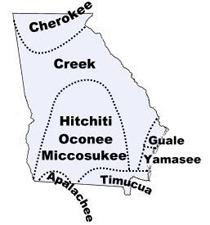 Cherokee
Creek
Hitchiti
Oconee
Miccosukee
Guale
Yamasee
Apalachee
Timucua